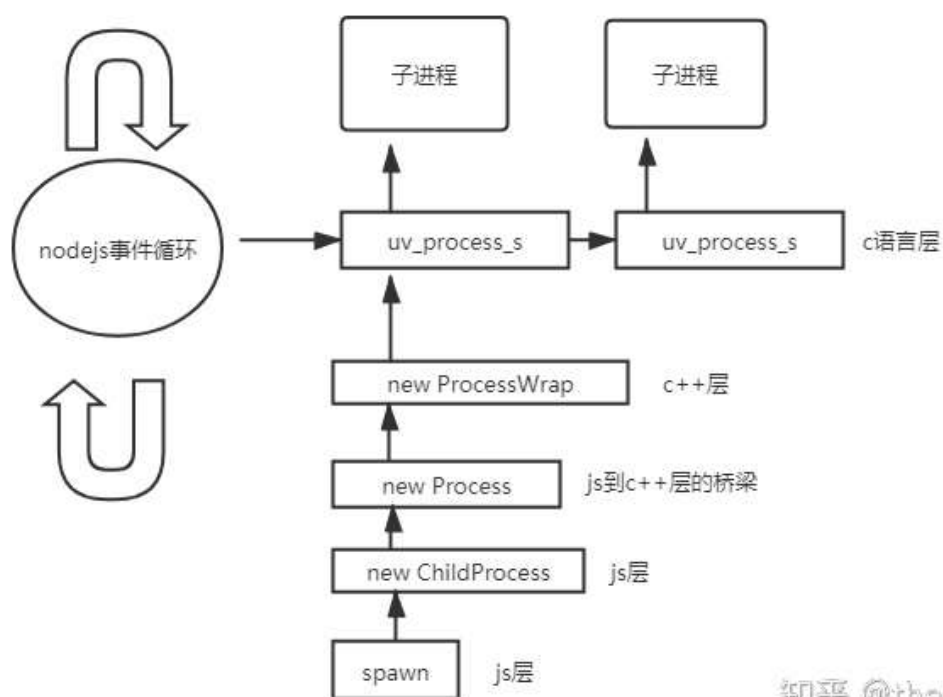 子进程
子进程
nodejs事件循环
uv_process_s
uv_process_s
c语言层
new ProcessWrap
c++层
new Process
js到c++层的桥梁
new ChildProcess
js层
spawn
js层
知乎